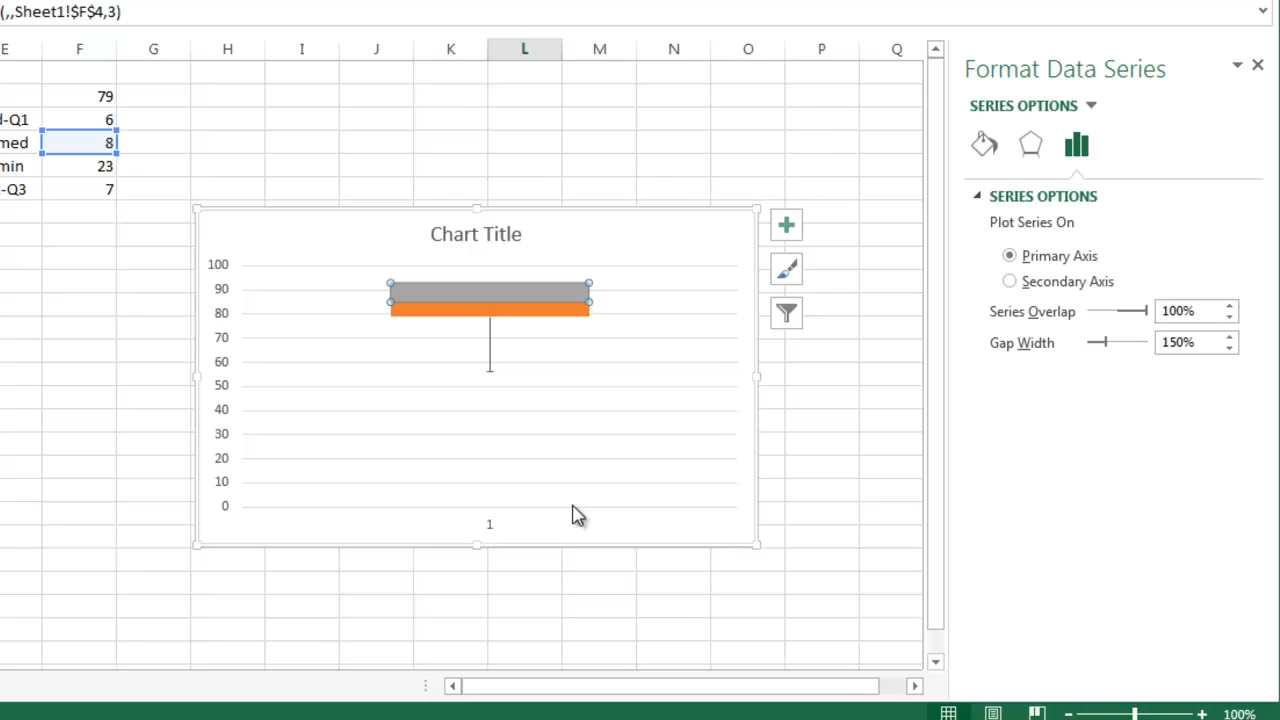 (,,Sheet1!$F$4,3)
E F G H I J K L M N O P Q
79
d-Q1 6
med 8
min 23
-Q3 7
Chart Title
100
90
80
70
60
50
40
30
20
10
0
1
Format Data Series
SERIES OPTIONS
SERIES OPTIONS
Plot Series On
Primary Axis
Secondary Axis
Series Overlap 100%
Gap Width 150%
100%